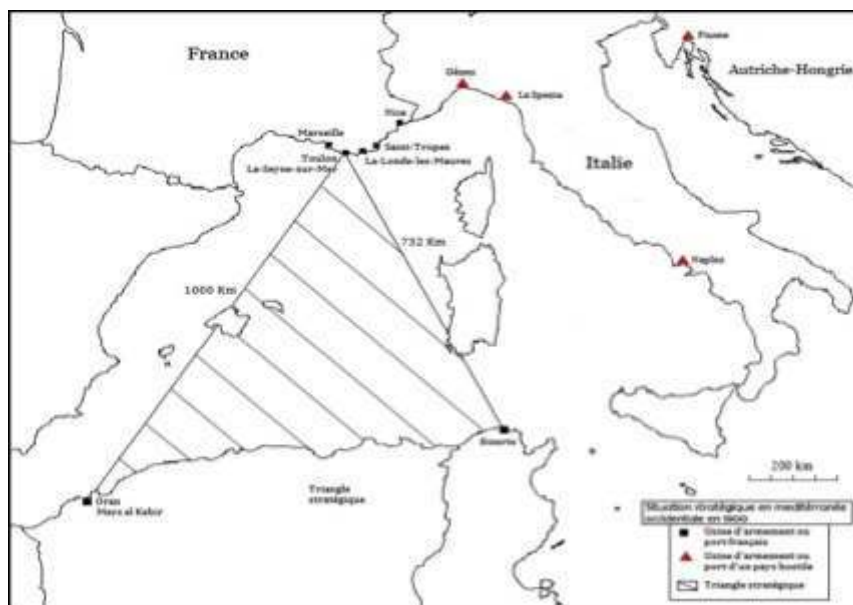 France
Fiume
Autriche-Hongrie
Gênes
La Spezia
Nice
Marseille
Saint-Tropez
Toulon
La-Londe-les-Maures
La-Seyne-sur-Mer
Italie
732 Km
Naples
1000 Km
Bizerte
200 km
Oran
Mers el Kebir
Triangle
stratégique
Situation stratégique en mediterranée
occidentale en 1900
Usine d'armement ou
port français
Usine d'armement ou
port d'un pays hostile
Triangle stratégique